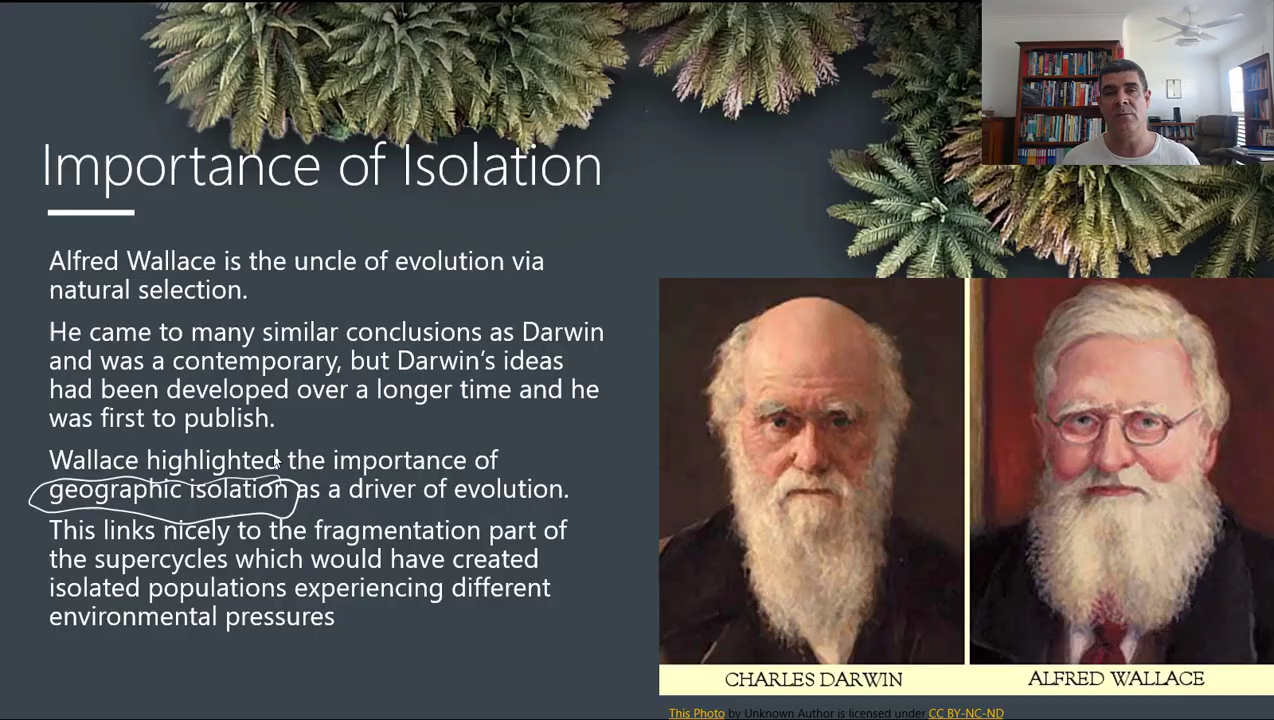 Importance of Isolation
Alfred Wallace is the uncle of evolution via
natural selection.
He came to many similar conclusions as Darwin
and was a contemporary, but Darwin's ideas
had been developed over a longer time and he
was first to publish.
Wallace highlighted the importance of
geographic isolation as a driver of evolution.
This links nicely to the fragmentation part of
the supercycles which would have created
isolated populations experiencing different
environmental pressures
CHARLES DARWIN
ALFRED WALLACE
This Photo by Unknown Author is licensed under CC BY-NC-ND